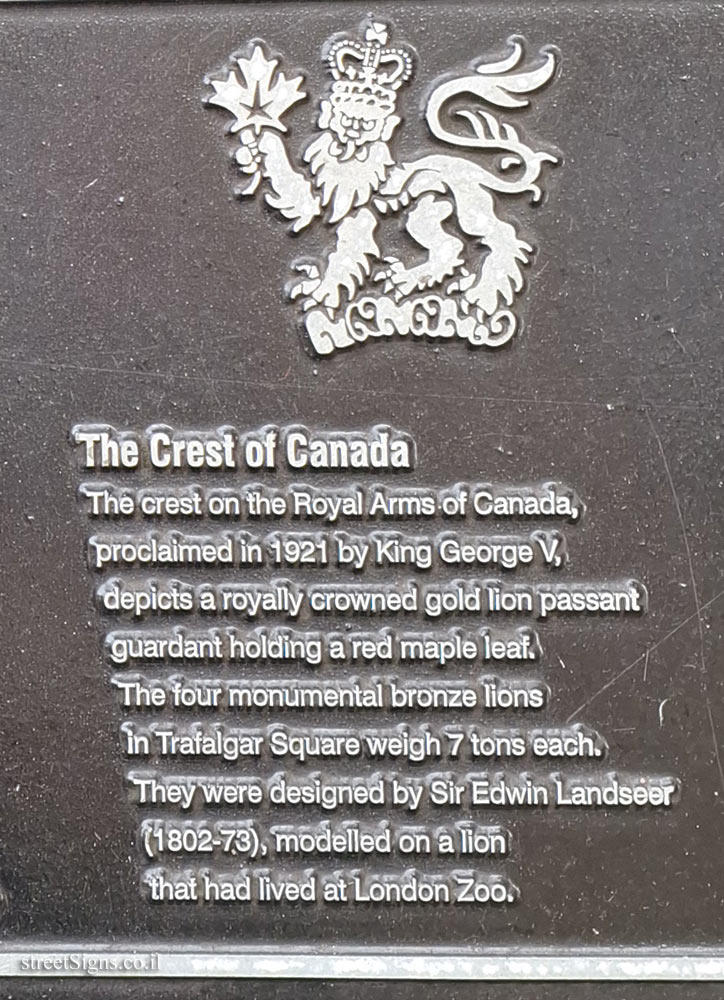 The Crest of Canada
The crest on the Royal Arms of Canada,
proclaimed in 1921 by King George V,
depicts a royally crowned gold lion passant
guardant holding a red maple leaf.
The four monumental bronze lions
in Trafalgar Square weigh 7 tons each.
They were designed by Sir Edwin Landseer
(1802-73), modelled on a lion
that had lived at London Zoo.
streetSigns.co.il